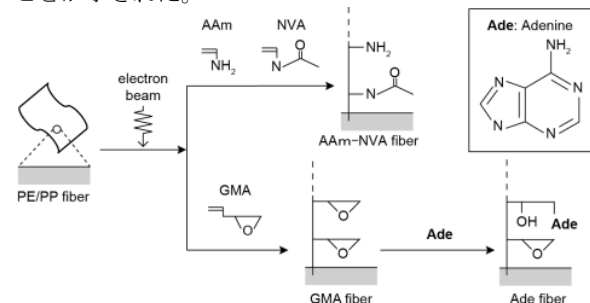 AAm NVA
NH₂
N
O
electron
beam
NH₂
N
O
AAm-NVA fiber
PE/PP fiber
GMA
O
O
O
GMA fiber
Ade
OH
Ade
O
Ade fiber
Ade: Adenine
NH₂
N
N
N
N